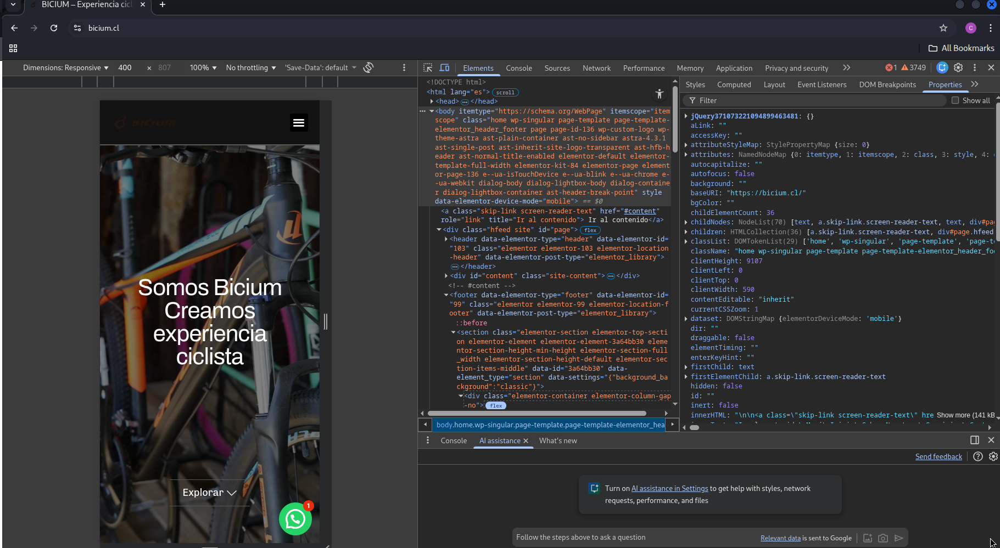 BICIUM – Experiencia cicl
bicium.cl
All Bookmarks
Dimensions: Responsive 400 × 807 100% No throttling 'Save-Data': default
Elements Console Sources Network Performance Memory Application Privacy and security 1 3749
BICIUM
Somos Bicium
Creamos
experiencia
ciclista
Explorar
1
<!DOCTYPE html>
<html lang="es"> scroll
<head> </head>
<body itemtype="https://schema.org/WebPage" itemscope="item
scope" class="home wp-singular page-template page-template-
elementor_header_footer page page-id-136 wp-custom-logo wp-
theme-astra ast-plain-container ast-no-sidebar astra-4.3.1
ast-single-post ast-inherit-site-logo-transparent ast-hfb-h
eader ast-normal-title-enabled elementor-default elementor-
template-full-width elementor-kit-84 elementor-page element
or-page-136 e--ua-isTouchDevice e--ua-blink e--ua-chrome e-
-ua-webkit dialog-body dialog-lightbox-body dialog-containe
r dialog-lightbox-container ast-header-break-point" style
data-elementor-device-mode="mobile"> == $0
<a class="skip-link screen-reader-text" href="#content"
role="link" title="Ir al contenido"> Ir al contenido</a>
<div class="hfeed site" id="page"> flex
<header data-elementor-type="header" data-elementor-id=
"103" class="elementor elementor-103 elementor-location
-header" data-elementor-post-type="elementor_library">
</header>
<div id="content" class="site-content"> </div>
<!-- #content -->
<footer data-elementor-type="footer" data-elementor-id=
"99" class="elementor elementor-99 elementor-location-f
ooter" data-elementor-post-type="elementor_library">
::before
<section class="elementor-section elementor-top-secti
on elementor-element elementor-element-3a64bb30 eleme
ntor-section-height-min-height elementor-section-full
_width elementor-section-height-default elementor-sec
tion-items-middle" data-id="3a64bb30" data-
element_type="section" data-settings="{"background_ba
ckground":"classic"}">
<div class="elementor-container elementor-column-gap
-no"> flex
body.home.wp-singular.page-template.page-template-elementor_hea
Styles Computed Layout Event Listeners DOM Breakpoints Properties
Filter Show all
jQuery371073221094899463481: {}
aLink: ""
accessKey: ""
attributeStyleMap: StylePropertyMap {size: 0}
attributes: NamedNodeMap {0: itemtype, 1: itemscope, 2: class, 3: style, 4:
autocapitalize: ""
autofocus: false
background: ""
baseURI: "https://bicium.cl/"
bgColor: ""
childElementCount: 36
childNodes: NodeList(70) [text, a.skip-link.screen-reader-text, text, div#pag
children: HTMLCollection(36) [a.skip-link.screen-reader-text, div#page.hfeed
classList: DOMTokenList(29) ['home', 'wp-singular', 'page-template', 'page-te
className: "home wp-singular page-template page-template-elementor_header_foo
clientHeight: 9107
clientLeft: 0
clientTop: 0
clientWidth: 590
contentEditable: "inherit"
currentCSSZoom: 1
dataset: DOMStringMap {elementorDeviceMode: 'mobile'}
dir: ""
draggable: false
elementTiming: ""
enterKeyHint: ""
firstChild: text
firstElementChild: a.skip-link.screen-reader-text
hidden: false
id: ""
inert: false
innerHTML: "\n\n<a class=\"skip-link screen-reader-text\" hre Show more (141 kB
Console AI assistance What's new
Send feedback
Turn on AI assistance in Settings to get help with styles, network
requests, performance, and files
Follow the steps above to ask a question Relevant data is sent to Google